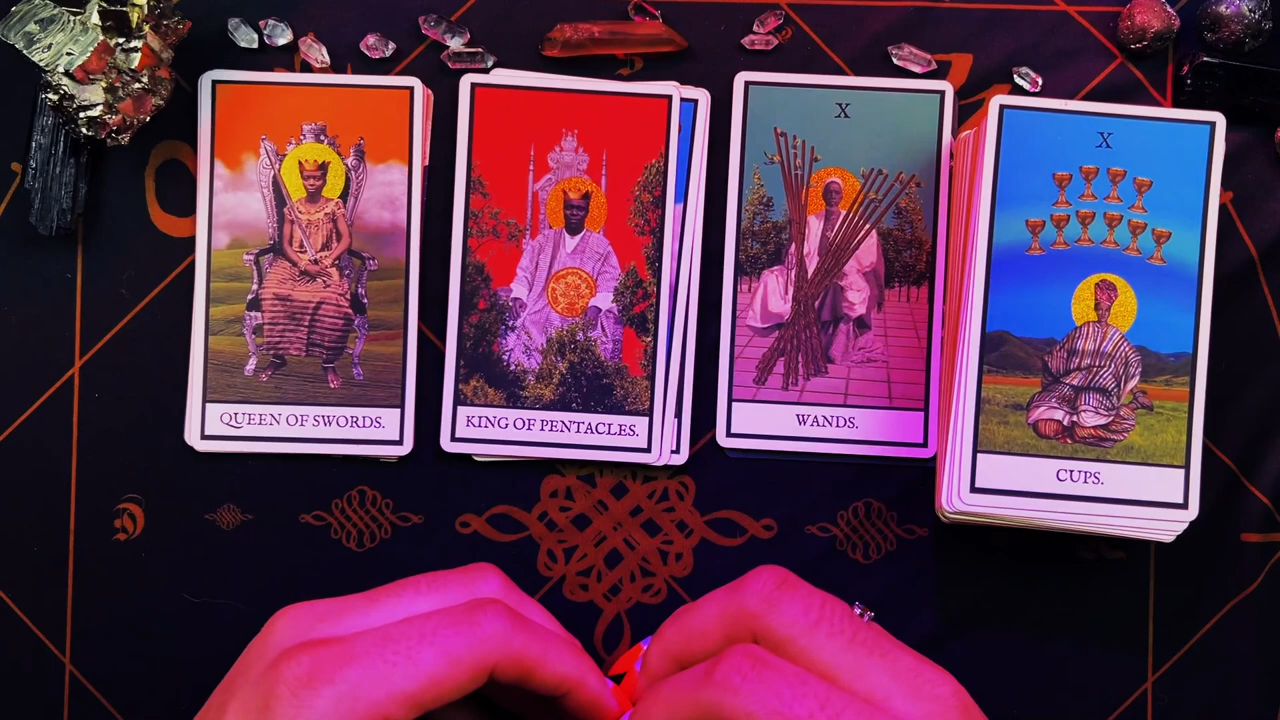 QUEEN OF SWORDS.
KING OF PENTACLES.
X
WANDS.
X
CUPS.